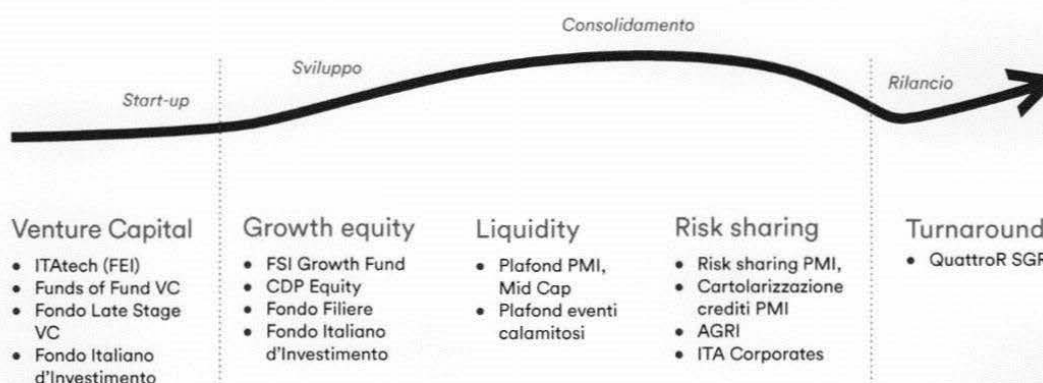 Consolidamento
Sviluppo
Start-up
Rilancio
Venture Capital
• ITAtech (FEI)
• Funds of Fund VC
• Fondo Late Stage
VC
• Fondo Italiano
d'Investimento
Growth equity
• FSI Growth Fund
• CDP Equity
• Fondo Filiere
• Fondo Italiano
d'Investimento
Liquidity
• Plafond PMI,
Mid Cap
• Plafond eventi
calamitosi
Risk sharing
• Risk sharing PMI,
• Cartolarizzazione
crediti PMI
• AGRI
• ITA Corporates
Turnaround
• QuattroR SGR